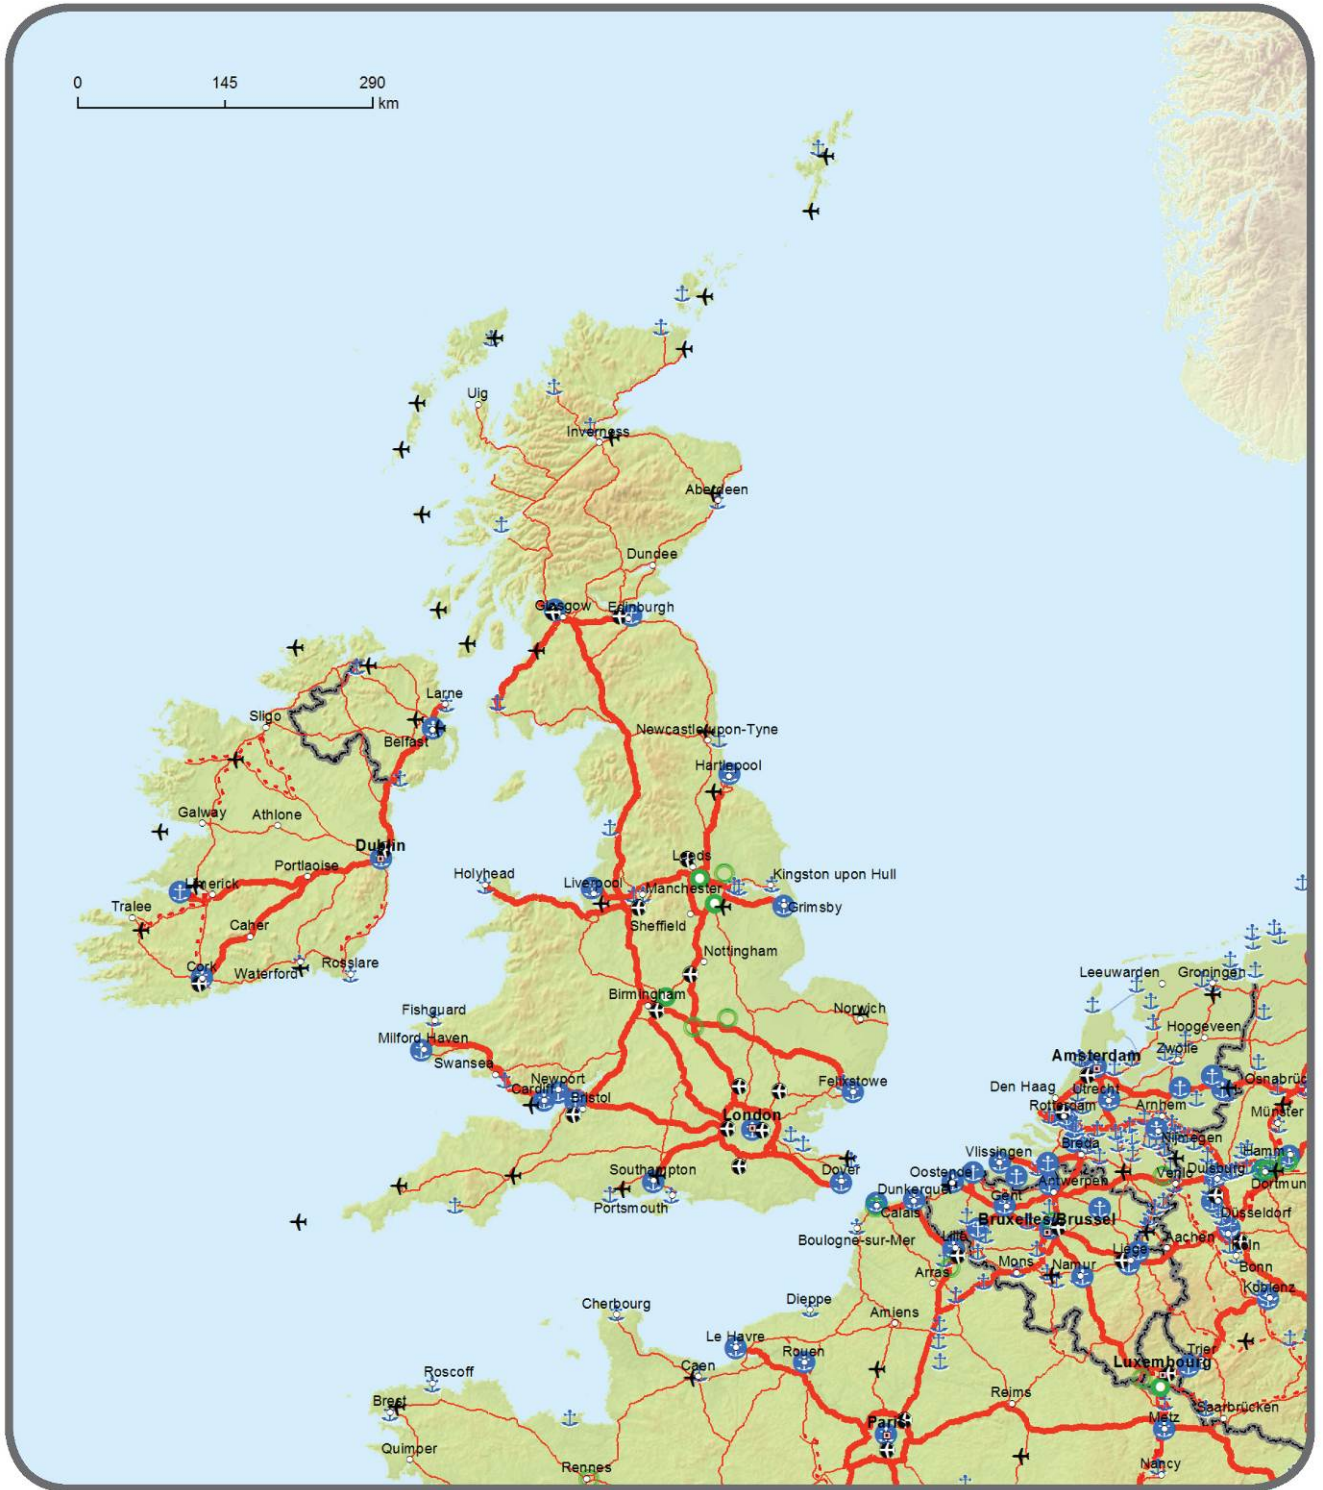 0 145 290
km
Uig
Inverness
Aberdeen
Dundee
Glasgow
Edinburgh
Larne
Sligo
Belfast
Newcastle upon-Tyne
Hartlepool
Galway
Athlone
Dublin
Portlaoise
Leeds
Holyhead
Liverpool
Manchester
Kingston upon Hull
Limerick
Grimsby
Tralee
Sheffield
Caher
Nottingham
Cork
Waterford
Rosslare
Leeuwarden
Groningen
Birmingham
Norwich
Fishguard
Hoogeveen
Milford Haven
Zwolle
Amsterdam
Swansea
Newport
Felixstowe
Den Haag
Utrecht
Osnabrüc
Cardiff
Bristol
Rotterdam
Arnhem
Münster
London
Nijmegen
Breda
Hamm
Vlissingen
Southampton
Dover
Oostende
Antwerpen
Venlo
Duisburg
Dortmun
Portsmouth
Dunkerque
Gent
Calais
Düsseldorf
Bruxelles/Brussel
Boulogne-sur-Mer
Lille
Liège
Aachen
Köln
Arras
Mons
Namur
Bonn
Koblenz
Cherbourg
Dieppe
Amiens
Le Havre
Rouen
Trier
Luxembourg
Caen
Roscoff
Reims
Brest
Paris
Metz
Saarbrücken
Quimper
Rennes
Nancy